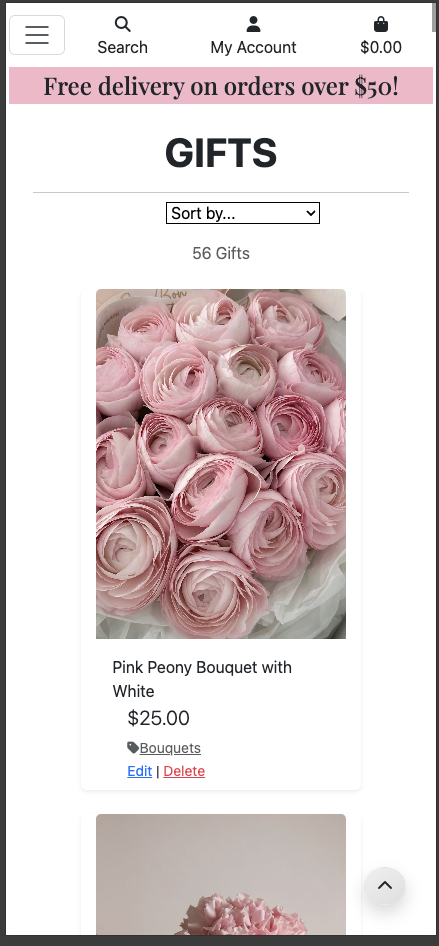 Search
My Account
$0.00
Free delivery on orders over $50!
GIFTS
Sort by...
56 Gifts
Pink Peony Bouquet with
White
$25.00
Bouquets
Edit | Delete